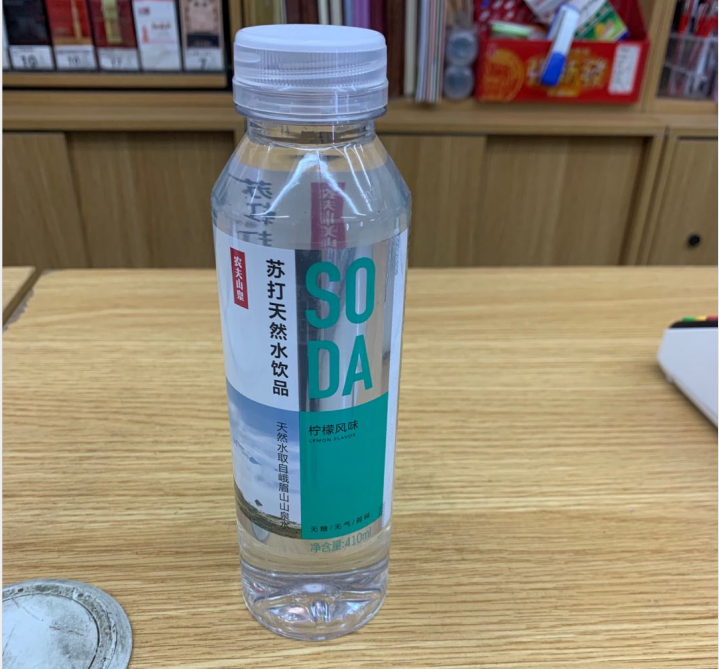 农夫山泉
苏打天然水饮品
SO
DA
柠檬风味
LEMON FLAVOR
天然水取自峨眉山山泉水
无糖/无气/弱碱
净含量:410ml